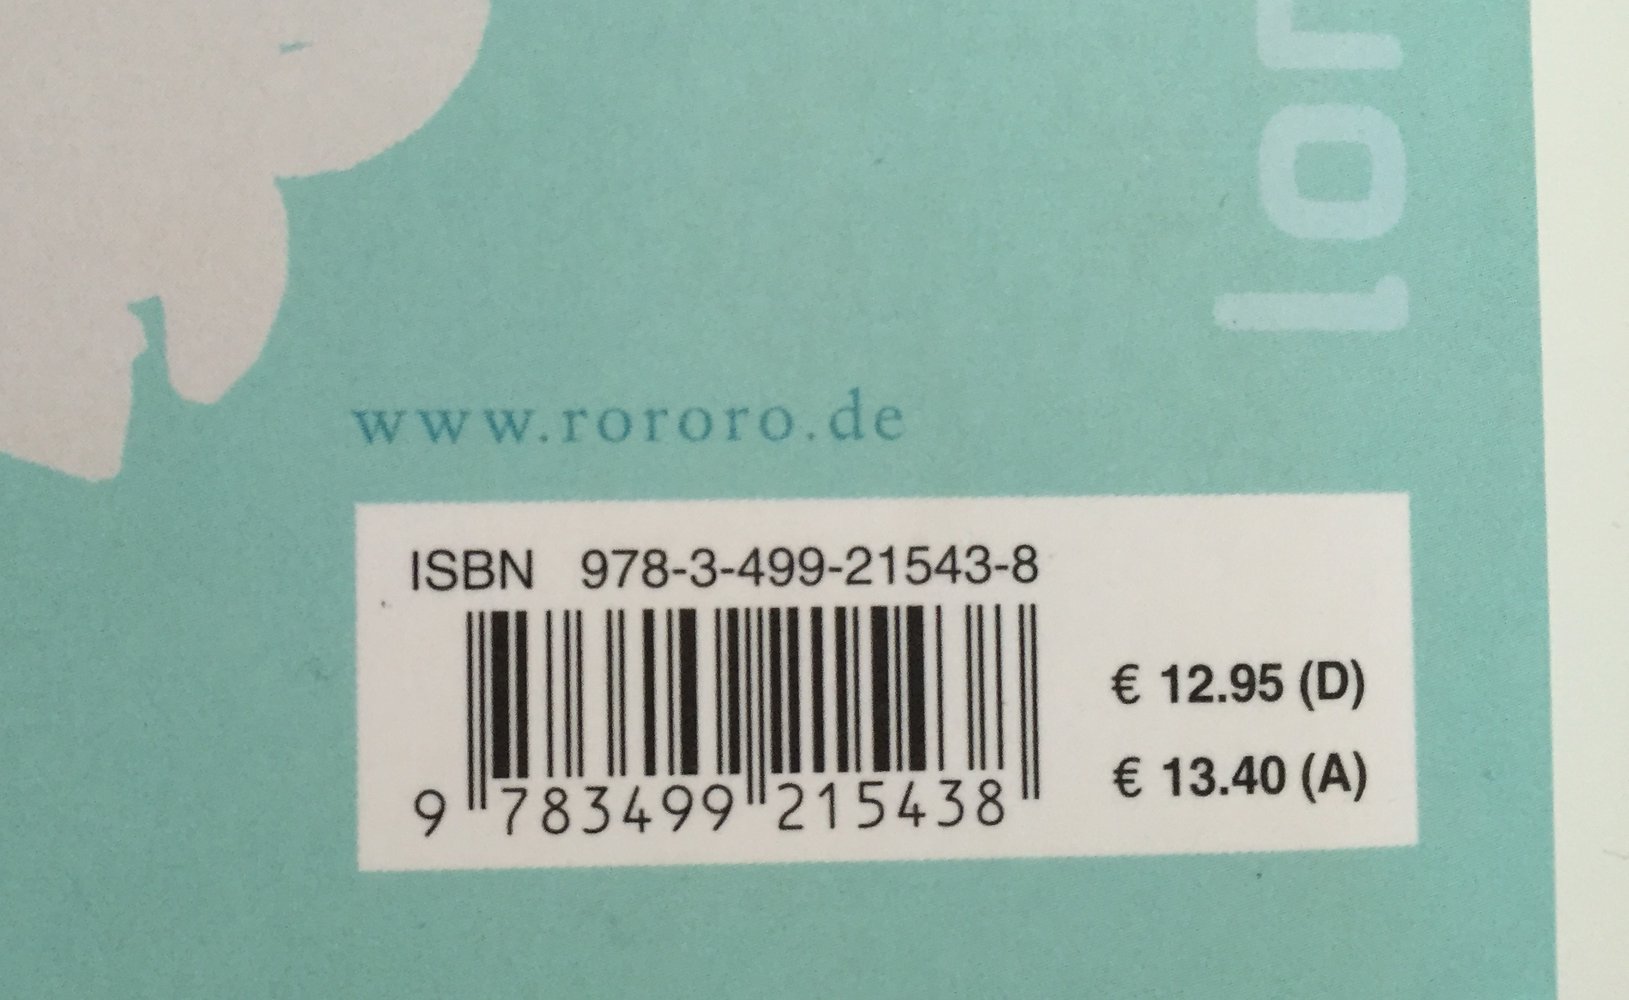 www.rororo.de
ISBN 978-3-499-21543-8
€ 12.95 (D)
€ 13.40 (A)
9 783499 215438